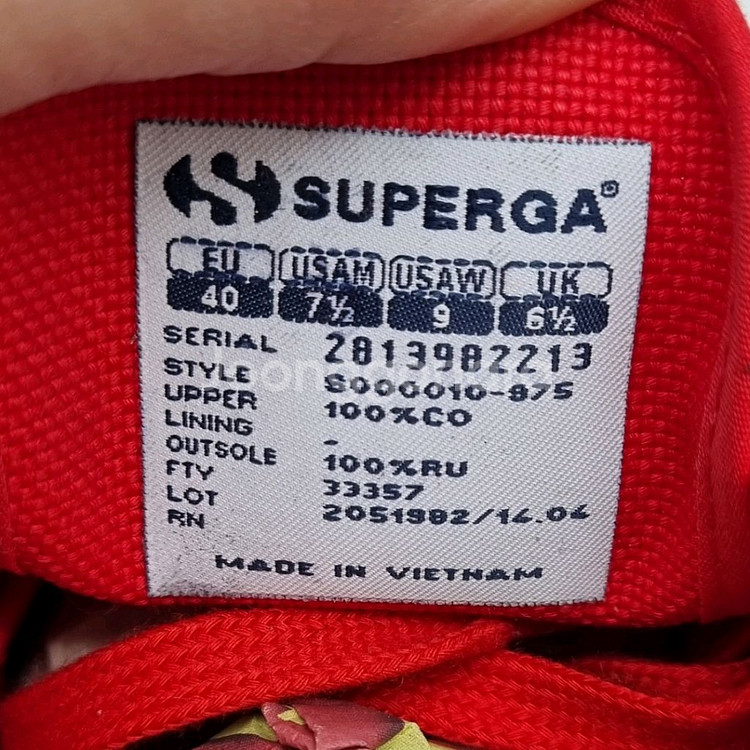 SUPERGA®
EU USAM USAW UK
40 7½ 9 6½
SERIAL 2813982213
STYLE S000010-975
UPPER 100%CO
LINING -
OUTSOLE 100%RU
FTY 33357
LOT 2051982/14.04
RN
MADE IN VIETNAM